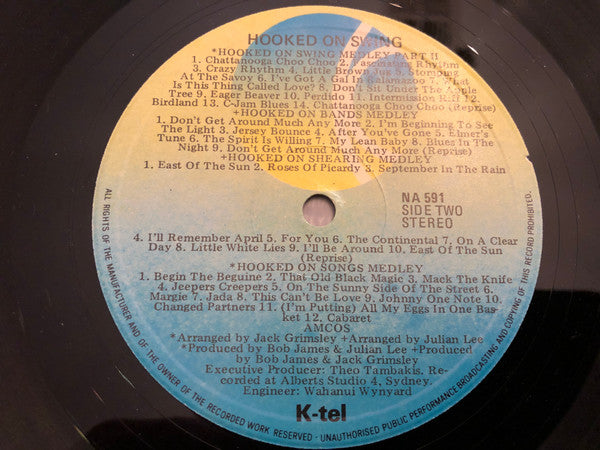 HOOKED ON SWING
*HOOKED ON SWING MEDLEY PART II
1. Chattanooga Choo Choo 2. Fascinating Rhythm
3. Crazy Rhythm 4. Little Brown Jug 5. Stomping
At The Savoy 6. I've Got A Gal In Kalamazoo 7. What
Is This Thing Called Love? 8. Don't Sit Under The Apple
Tree 9. Eager Beaver 10. Perdido 11. Intermission Riff 12.
Birdland 13. C-Jam Blues 14. Chattanooga Choo Choo (Reprise)
+HOOKED ON BANDS MEDLEY
1. Don't Get Around Much Any More 2. I'm Beginning To See
The Light 3. Jersey Bounce 4. After You've Gone 5. Elmer's
Tune 6. The Spirit Is Willing 7. My Lean Baby 8. Blues In The
Night 9. Don't Get Around Much Any More (Reprise)
+HOOKED ON SHEARING MEDLEY
1. East Of The Sun 2. Roses Of Picardy 3. September In The Rain
NA 591
SIDE TWO
STEREO
4. I'll Remember April 5. For You 6. The Continental 7. On A Clear
Day 8. Little White Lies 9. I'll Be Around 10. East Of The Sun
(Reprise)
*HOOKED ON SONGS MEDLEY
1. Begin The Beguine 2. That Old Black Magic 3. Mack The Knife
4. Jeepers Creepers 5. On The Sunny Side Of The Street 6.
Margie 7. Jada 8. This Can't Be Love 9. Johnny One Note 10.
Changed Partners 11. (I'm Putting) All My Eggs In One Bas-
ket 12. Cabaret
AMCOS
*Arranged by Jack Grimsley +Arranged by Julian Lee
*Produced by Bob James & Julian Lee +Produced
by Bob James & Jack Grimsley
Executive Producer: Theo Tambakis. Re-
corded at Alberts Studio 4, Sydney.
Engineer: Wahanui Wynyard
K-tel
ALL RIGHTS OF THE MANUFACTURER AND OF THE OWNER OF THE RECORDED WORK RESERVED - UNAUTHORISED PUBLIC PERFORMANCE BROADCASTING AND COPYING OF THIS RECORD PROHIBITED.